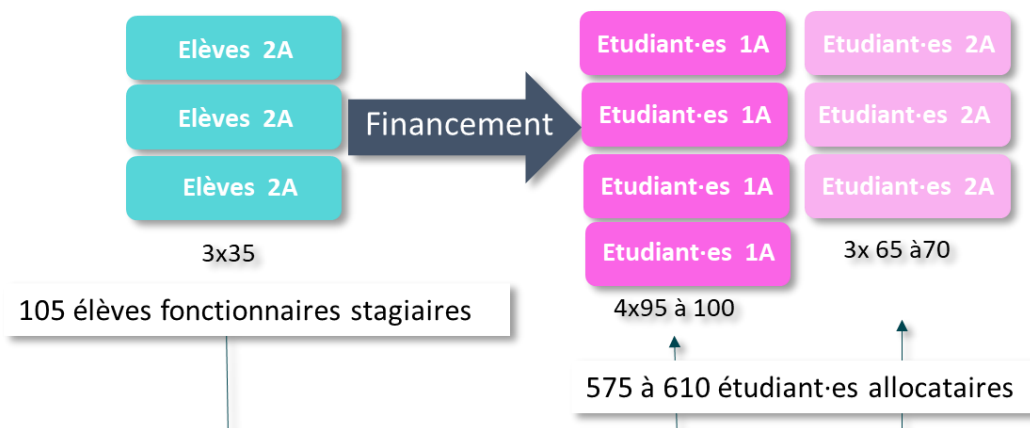 Elèves 2A
Elèves 2A
Elèves 2A
3x35
105 élèves fonctionnaires stagiaires
Financement
Etudiant·es 1A
Etudiant·es 1A
Etudiant·es 1A
Etudiant·es 1A
4x95 à 100
Etudiant·es 2A
Etudiant·es 2A
Etudiant·es 2A
3x 65 à70
575 à 610 étudiant·es allocataires